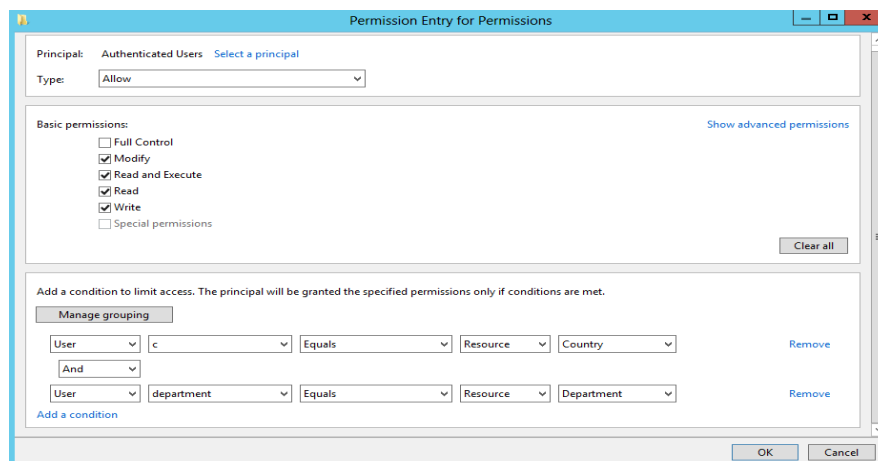 Permission Entry for Permissions
Principal: Authenticated Users Select a principal
Type: Allow
Basic permissions: Show advanced permissions
Full Control
Modify
Read and Execute
Read
Write
Special permissions
Clear all
Add a condition to limit access. The principal will be granted the specified permissions only if conditions are met.
Manage grouping
User c Equals Resource Country Remove
And
User department Equals Resource Department Remove
Add a condition
OK Cancel